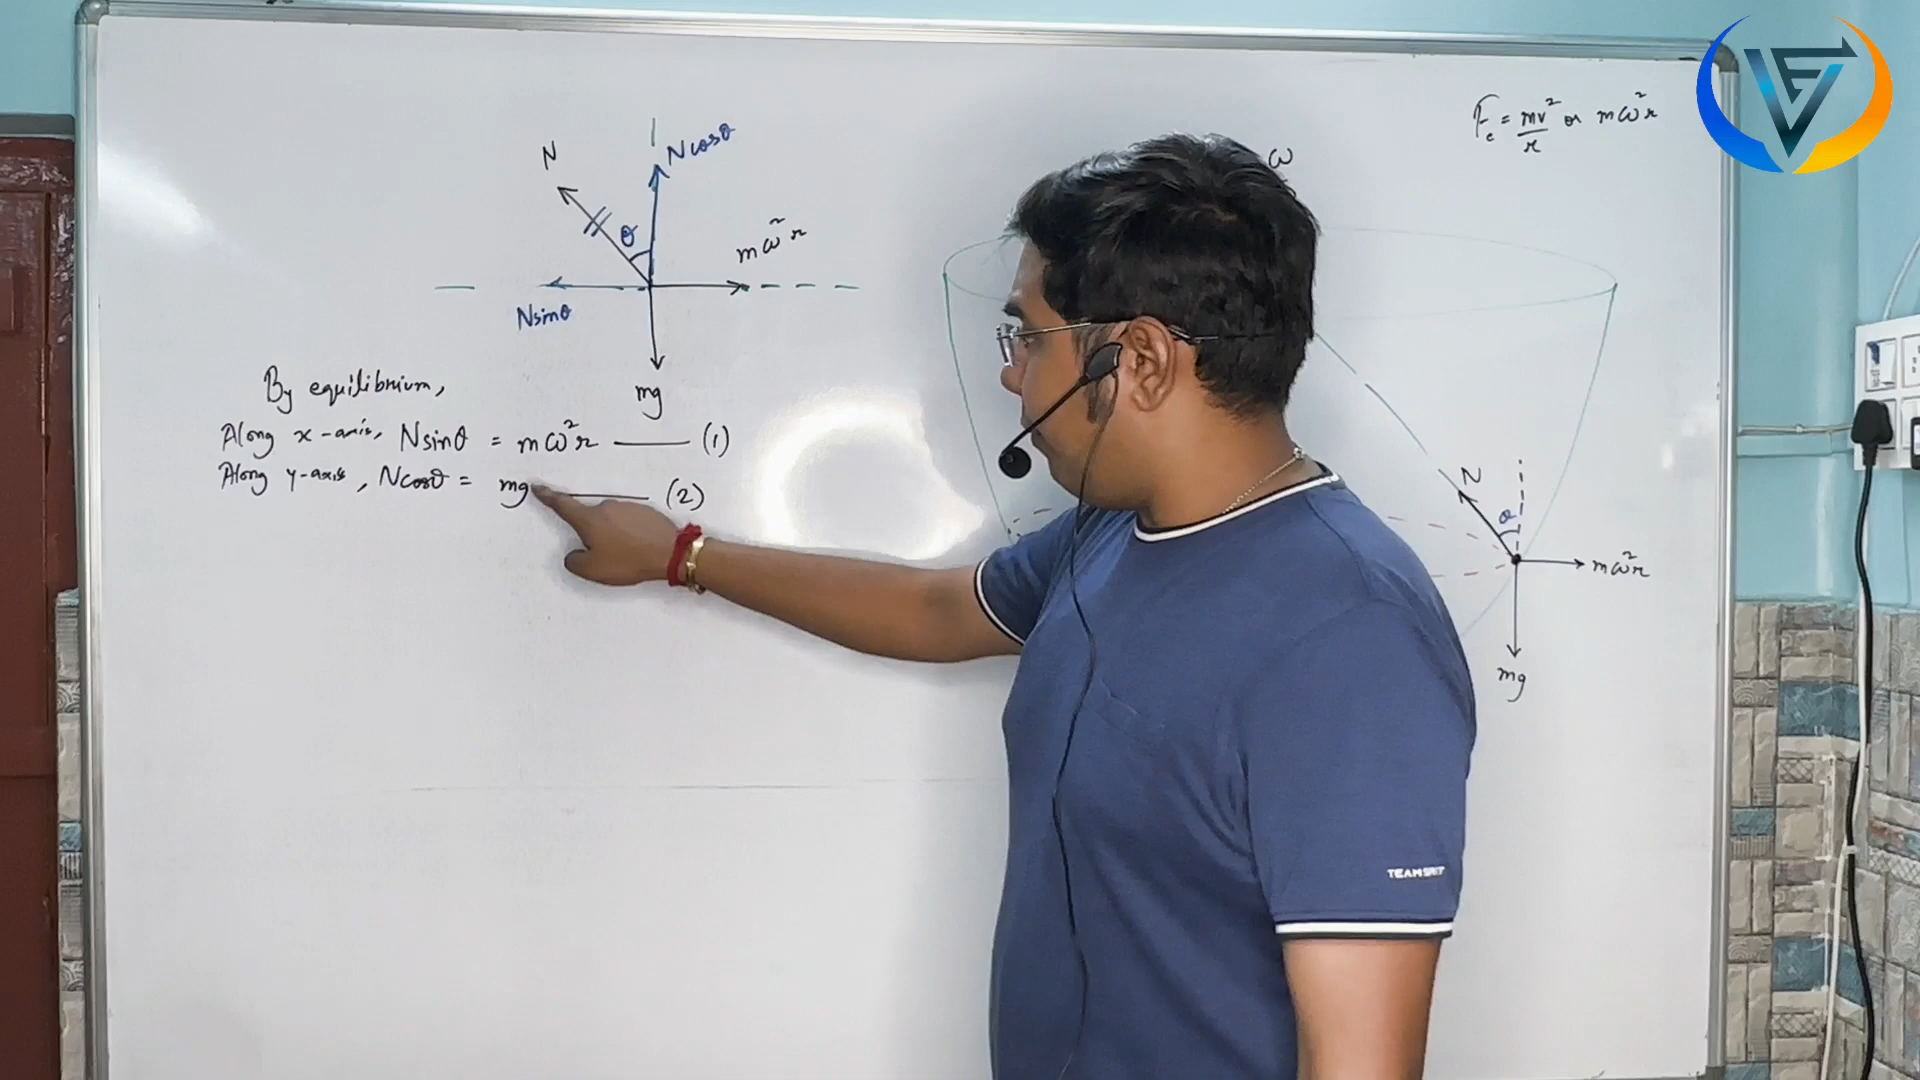 F_c = mv²/r or mω²r
N
Ncosθ
θ
mω²r
Nsinθ
mg
By equilibrium,
Along x-axis, Nsinθ = mω²r ——— (1)
Along y-axis, Ncosθ = mg ——— (2)
ω
N
θ
mω²r
mg
TEAMSPIRIT